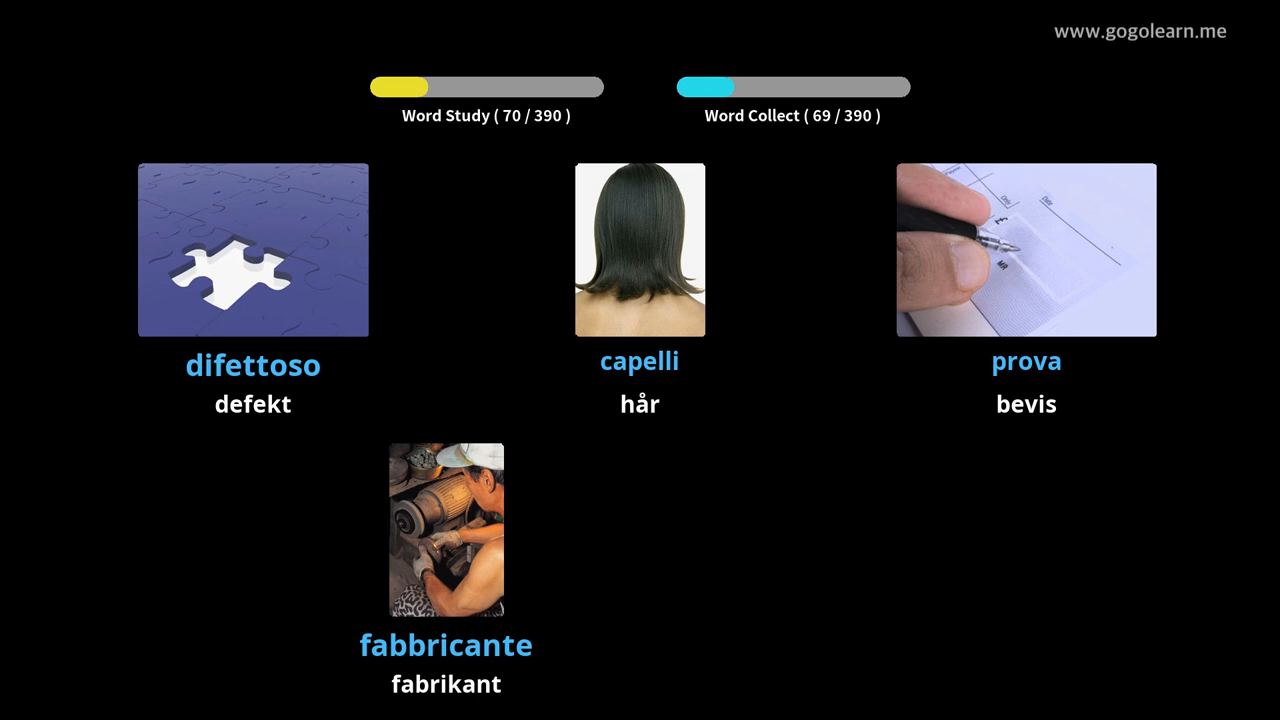 www.gogolearn.me
Word Study ( 70 / 390 )
Word Collect ( 69 / 390 )
difettoso
defekt
capelli
hår
prova
bevis
fabbricante
fabrikant